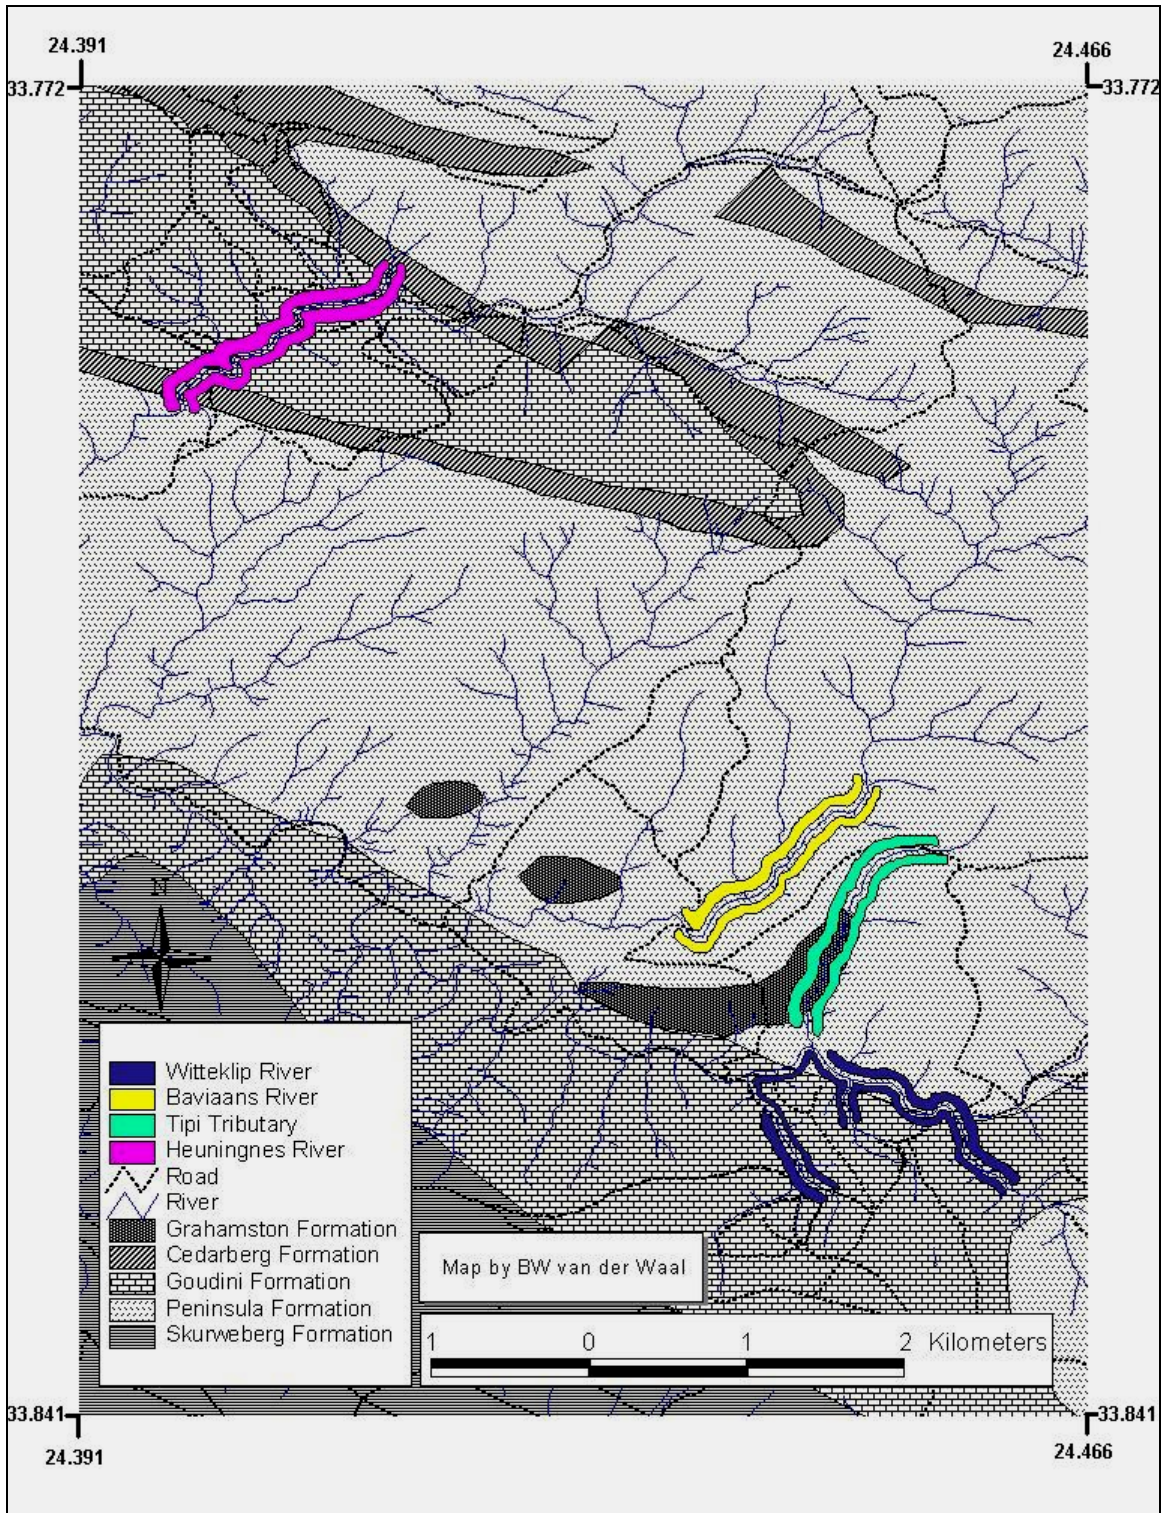 24.391
24.466
33.772
33.772
N
Witteklip River
Baviaans River
Tipi Tributary
Heuningnes River
Road
River
Grahamston Formation
Cedarberg Formation
Goudini Formation
Peninsula Formation
Skurweberg Formation
Map by BW van der Waal
1 0 1 2 Kilometers
33.841
33.841
24.391
24.466